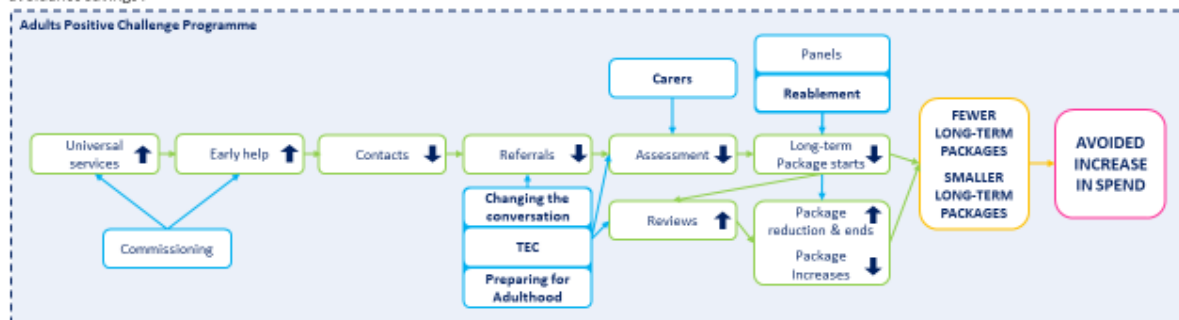 Adults Positive Challenge Programme
Panels
Carers
Reablement
Universal
services
Early help
Contacts
Referrals
Assessment
Long-term
Package starts
FEWER
LONG-TERM
PACKAGES
SMALLER
LONG-TERM
PACKAGES
AVOIDED
INCREASE
IN SPEND
Changing the
conversation
TEC
Preparing for
Adulthood
Reviews
Package
reduction & ends
Package
Increases
Commissioning